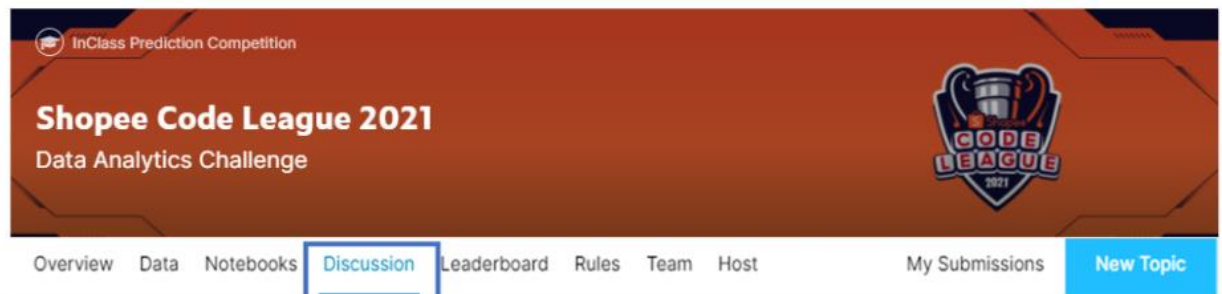 InClass Prediction Competition
Shopee Code League 2021
Data Analytics Challenge
Shopee
CODE
LEAGUE
2021
Overview Data Notebooks Discussion Leaderboard Rules Team Host My Submissions New Topic